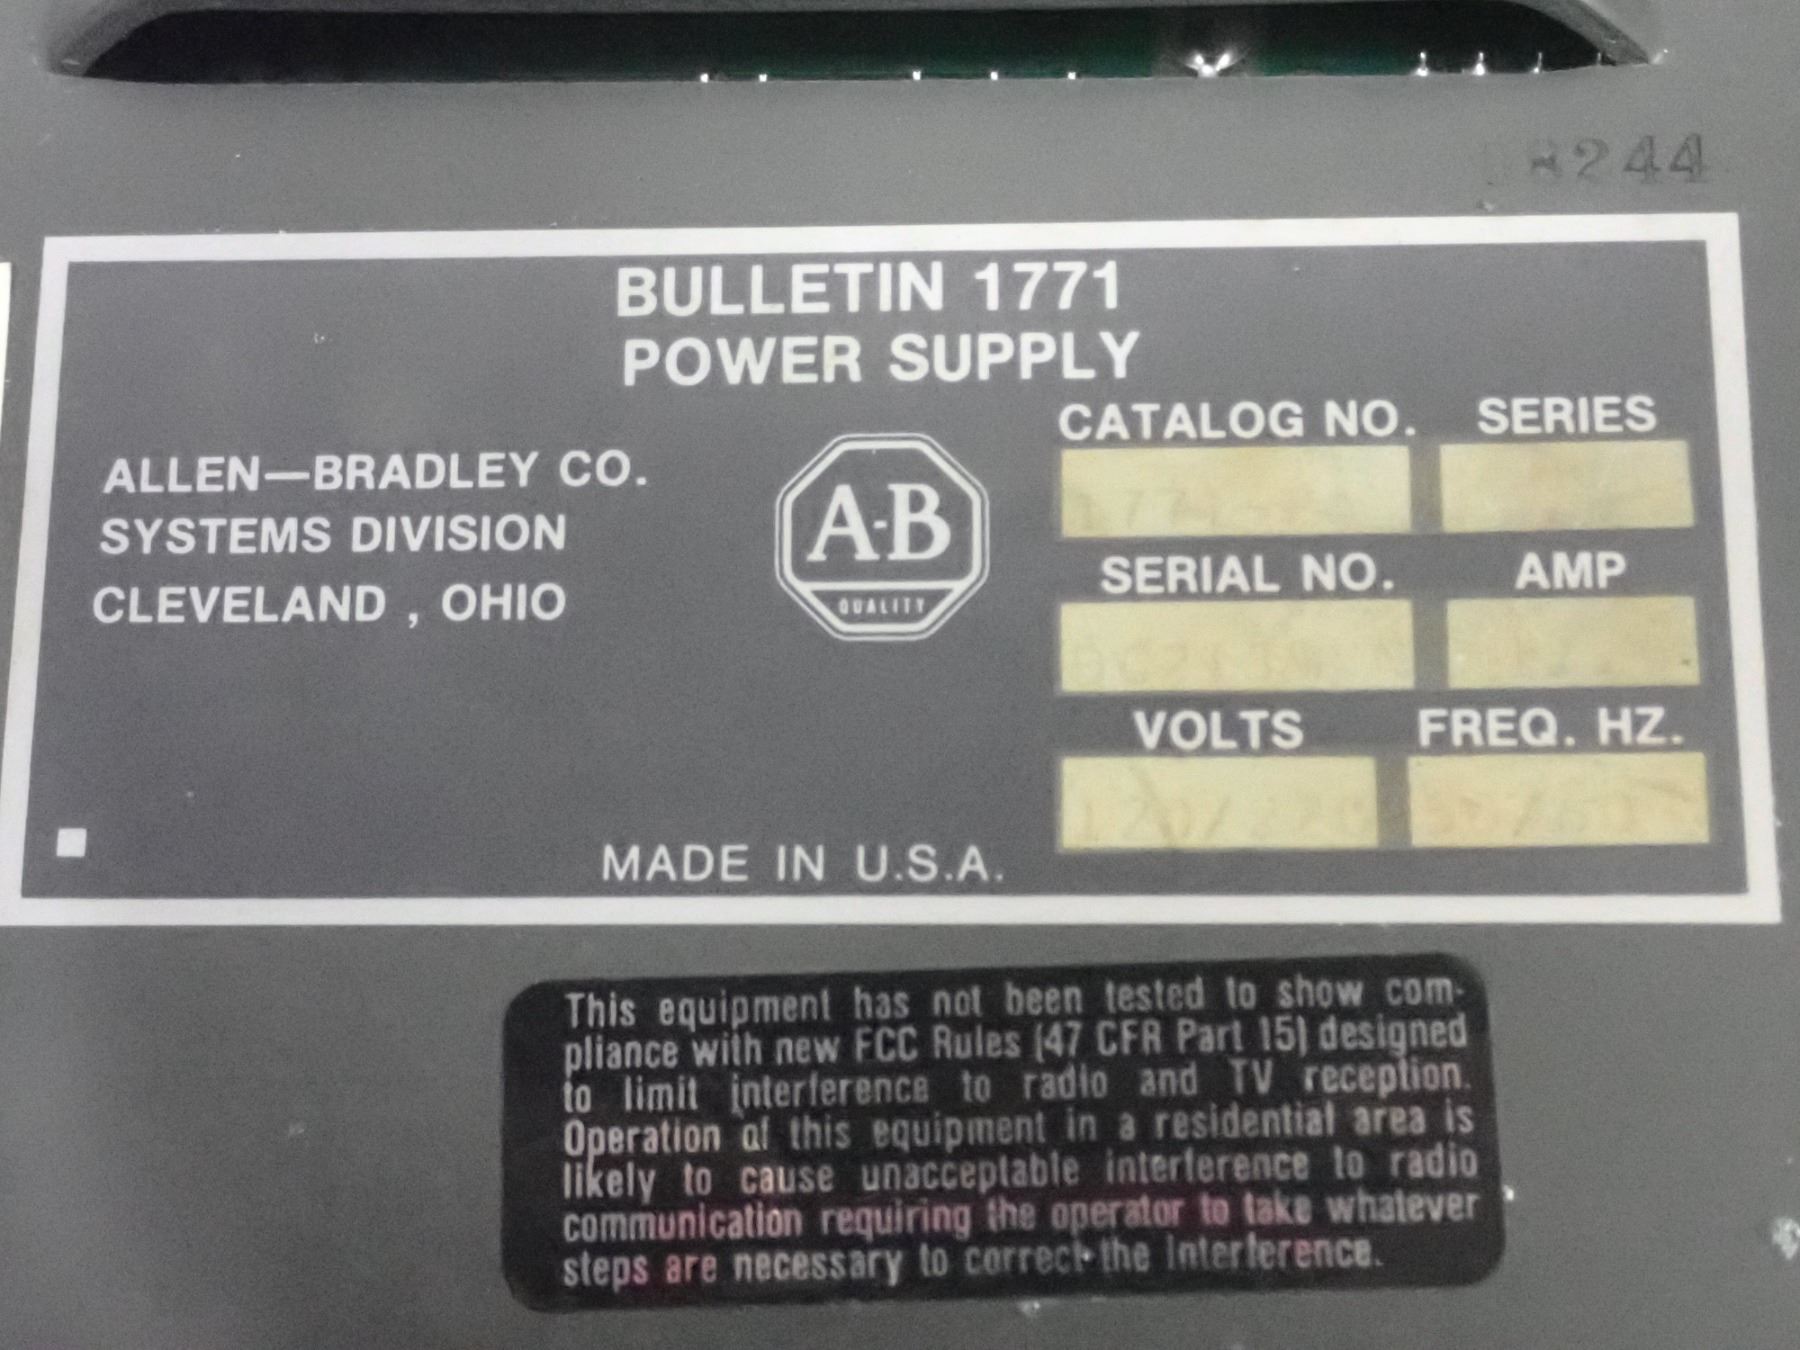 244
BULLETIN 1771
POWER SUPPLY
ALLEN—BRADLEY CO.
SYSTEMS DIVISION
CLEVELAND , OHIO
A-B
QUALITY
CATALOG NO. SERIES
SERIAL NO. AMP
VOLTS FREQ. HZ.
MADE IN U.S.A.
This equipment has not been tested to show com-
pliance with new FCC Rules (47 CFR Part 15) designed
to limit interference to radio and TV reception.
Operation of this equipment in a residential area is
likely to cause unacceptable interference to radio
communication requiring the operator to take whatever
steps are necessary to correct the interference.